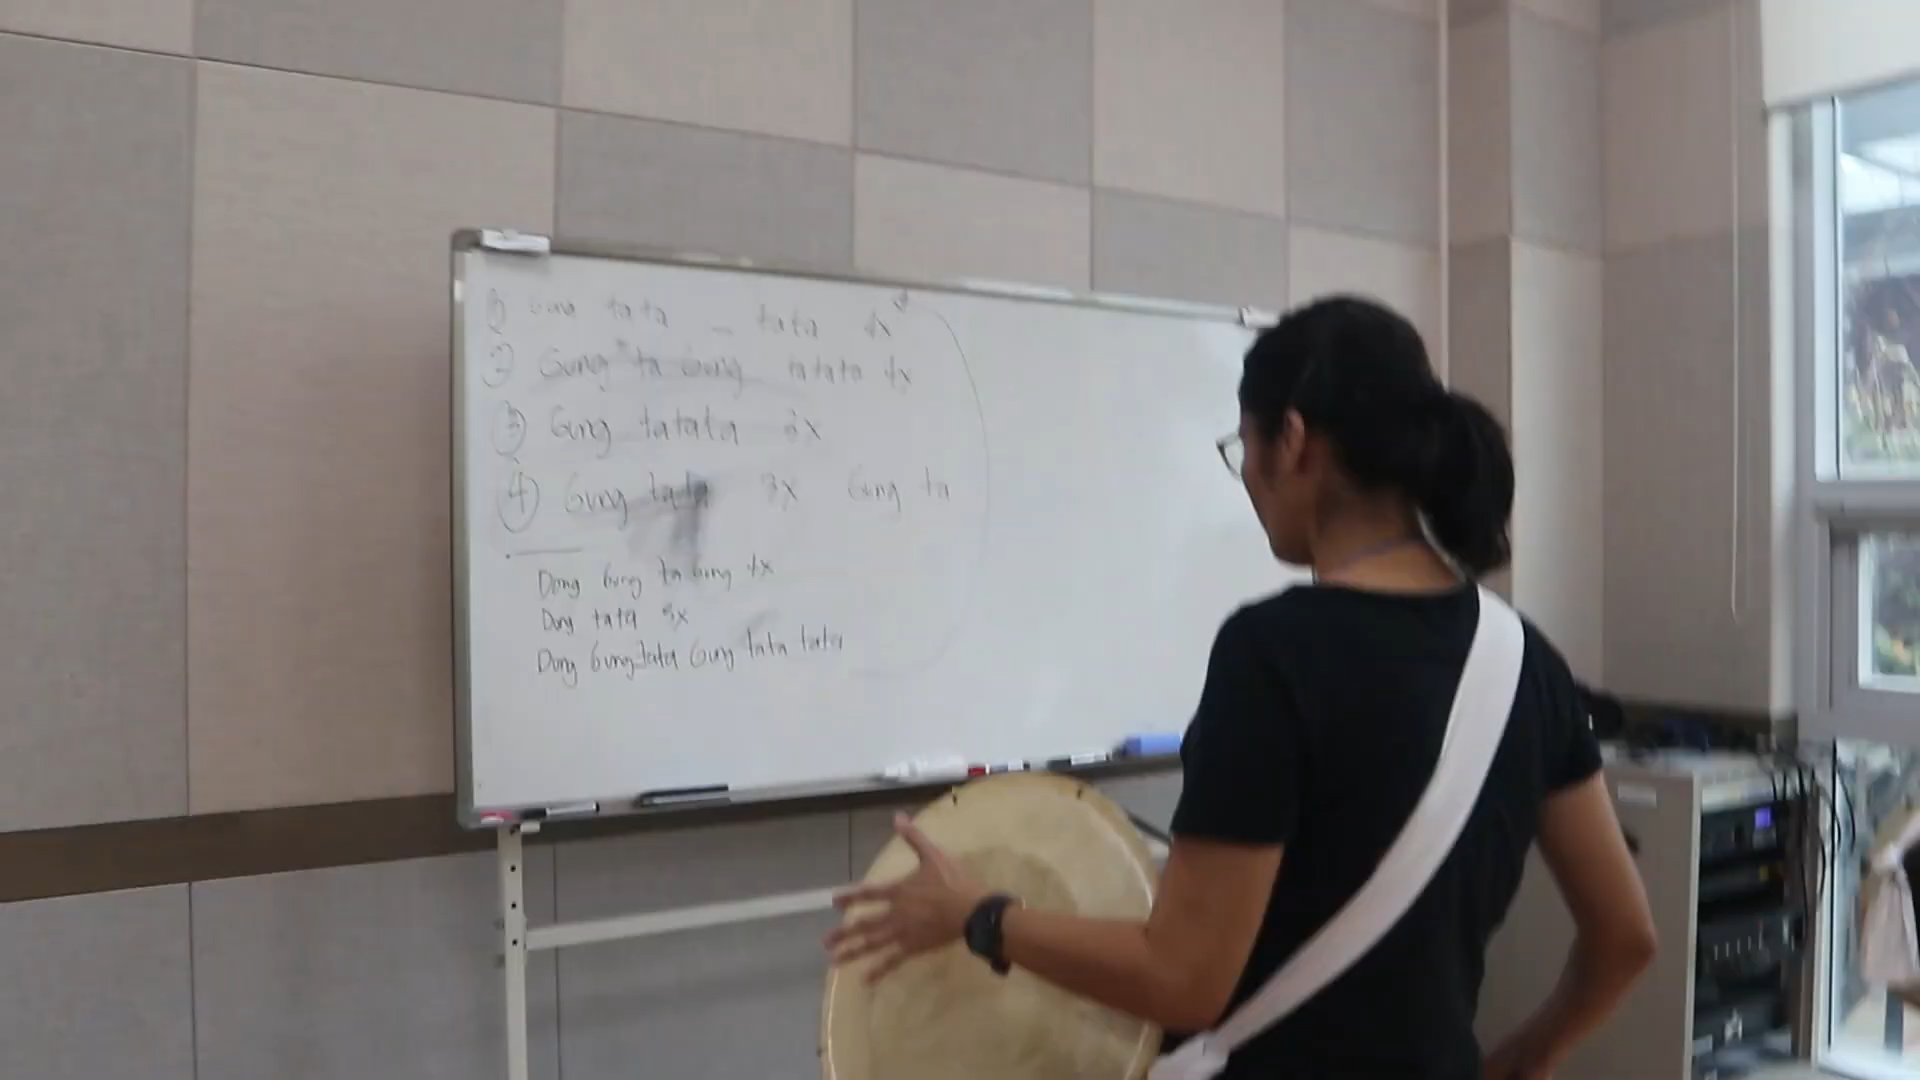 ① Gung tata _ tata 4x
② Gung ta Gung tatata 4x
③ Gung tatata 3x
④ Gung tata 3x Gung ta
Dong Gung ta Gung 4x
Dong tata 3x
Dong Gung tata Gung tata tata